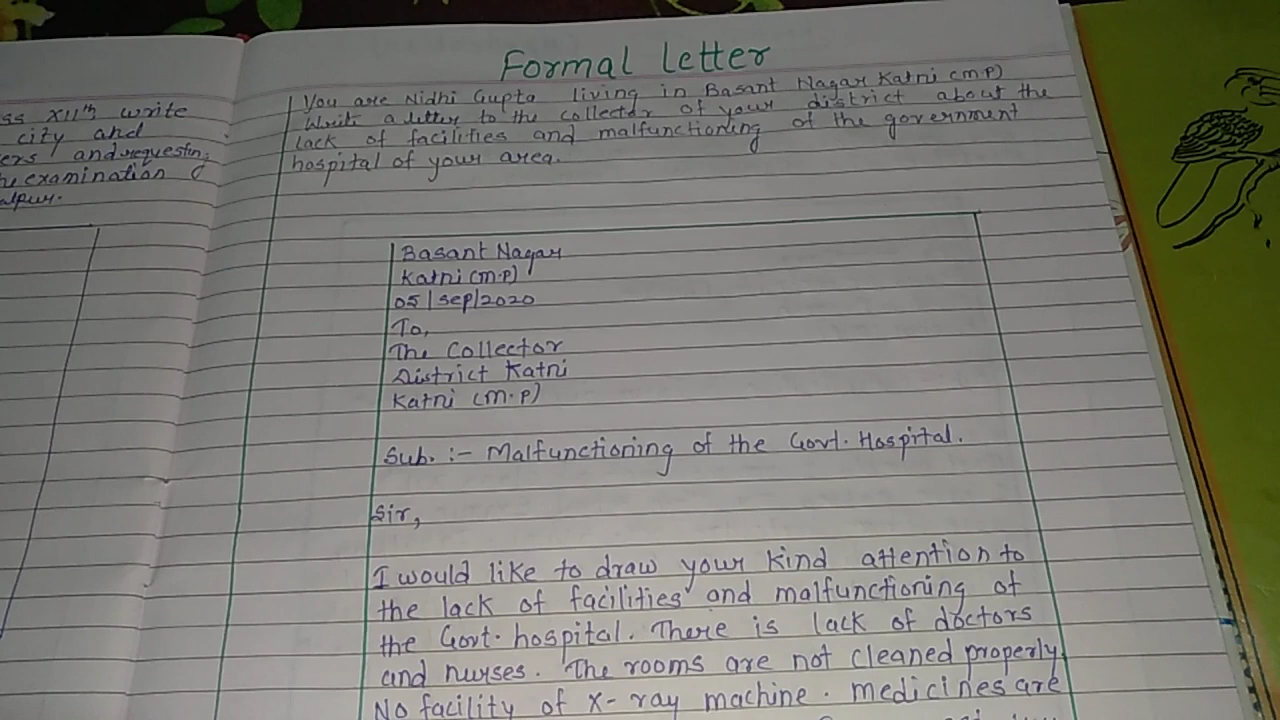 ss XIIth write
city and
ers and requestin
examination
alpur.
Formal letter
You are Nidhi Gupta living in Basant Nagar Katni (M.P)
Write a letter to the collector of your district about the
lack of facilities and malfunctioning of the government
hospital of your area.
Basant Nagar
Katni (M.P)
05/Sep/2020
To,
The Collector
District Katni
Katni (M.P)
Sub. :- Malfunctioning of the Govt. Hospital.
Sir,
I would like to draw your kind attention to
the lack of facilities and malfunctioning of
the Govt. hospital. There is lack of doctors
and nurses. The rooms are not cleaned properly.
No facility of X-ray machine. Medicines are